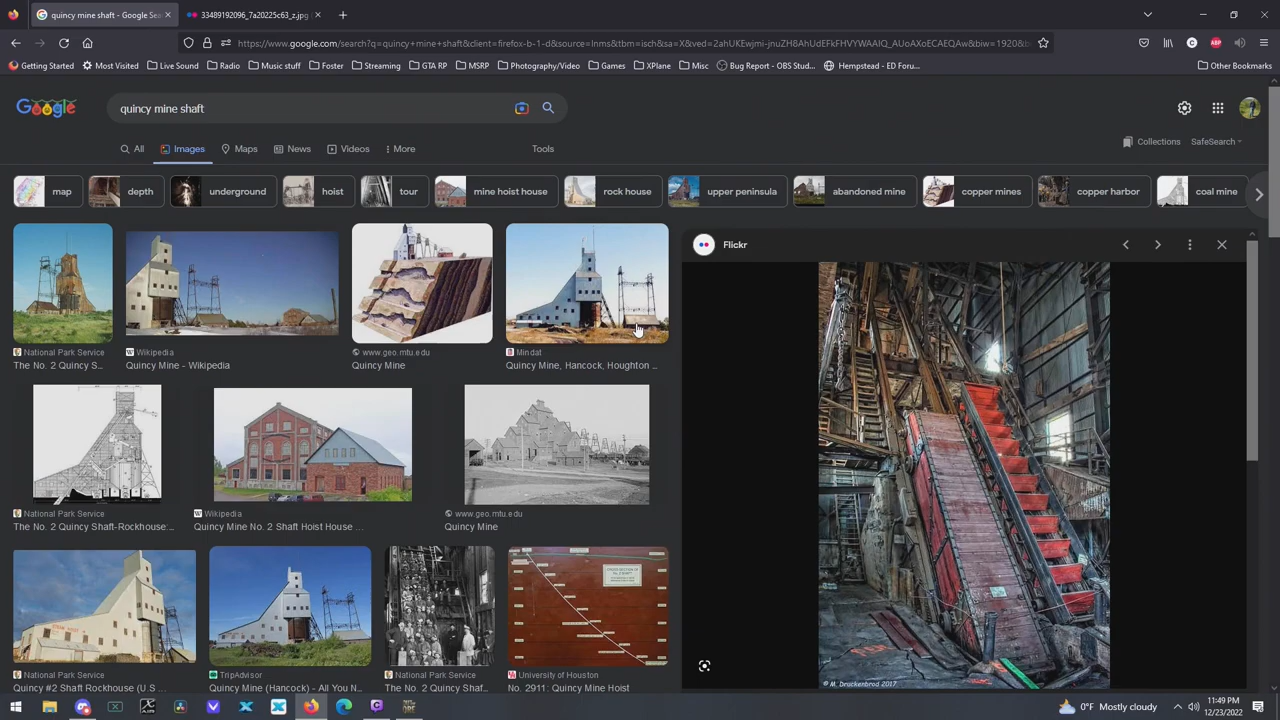 quincy mine shaft - Google Sear
33489192096_7a20225c63_z.jpg
https://www.google.com/search?q=quincy+mine+shaft&client=firefox-b-1-d&source=lnms&tbm=isch&sa=X&ved=2ahUKEwjmi-jnuZH8AhUdEFkFHVYWAAIQ_AUoAXoECAEQAw&biw=1920&b
Getting Started
Most Visited
Live Sound
Radio
Music stuff
Foster
Streaming
GTA RP
MSRP
Photography/Video
Games
XPlane
Misc
Bug Report - OBS Stud...
Hempstead - ED Foru...
Other Bookmarks
Google
quincy mine shaft
All
Images
Maps
News
Videos
More
Tools
Collections
SafeSearch
map
depth
underground
hoist
tour
mine hoist house
rock house
upper peninsula
abandoned mine
copper mines
copper harbor
coal mine
Flickr
National Park Service
The No. 2 Quincy S...
Wikipedia
Quincy Mine - Wikipedia
www.geo.mtu.edu
Quincy Mine
Mindat
Quincy Mine, Hancock, Houghton ...
National Park Service
The No. 2 Quincy Shaft-Rockhouse:...
Wikipedia
Quincy Mine No. 2 Shaft Hoist House ...
www.geo.mtu.edu
Quincy Mine
National Park Service
Quincy #2 Shaft Rockhouse (U.S ...
TripAdvisor
Quincy Mine (Hancock) - All You N...
National Park Service
The No. 2 Quincy Shaf...
University of Houston
No. 2911: Quincy Mine Hoist
© M. Druckenbrod 2017
0°F Mostly cloudy
11:49 PM
12/23/2022